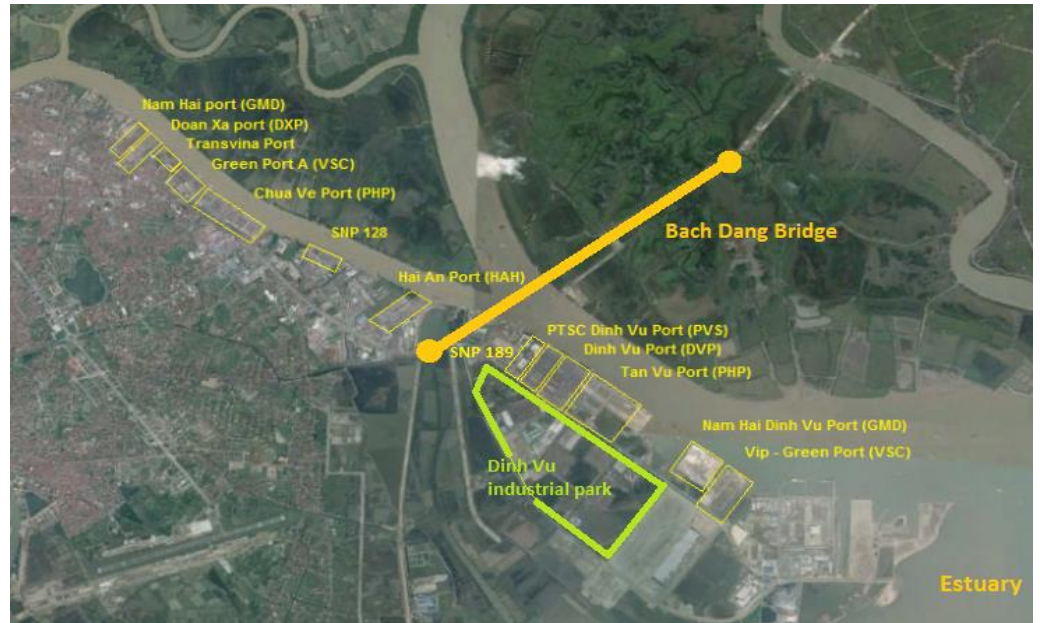 Nam Hai port (GMD)
Doan Xa port (DXP)
Transvina Port
Green Port A (VSC)
Chua Ve Port (PHP)
SNP 128
Hai An Port (HAH)
Bach Dang Bridge
SNP 189
PTSC Dinh Vu Port (PVS)
Dinh Vu Port (DVP)
Tan Vu Port (PHP)
Nam Hai Dinh Vu Port (GMD)
Vip - Green Port (VSC)
Dinh Vu
industrial park
Estuary